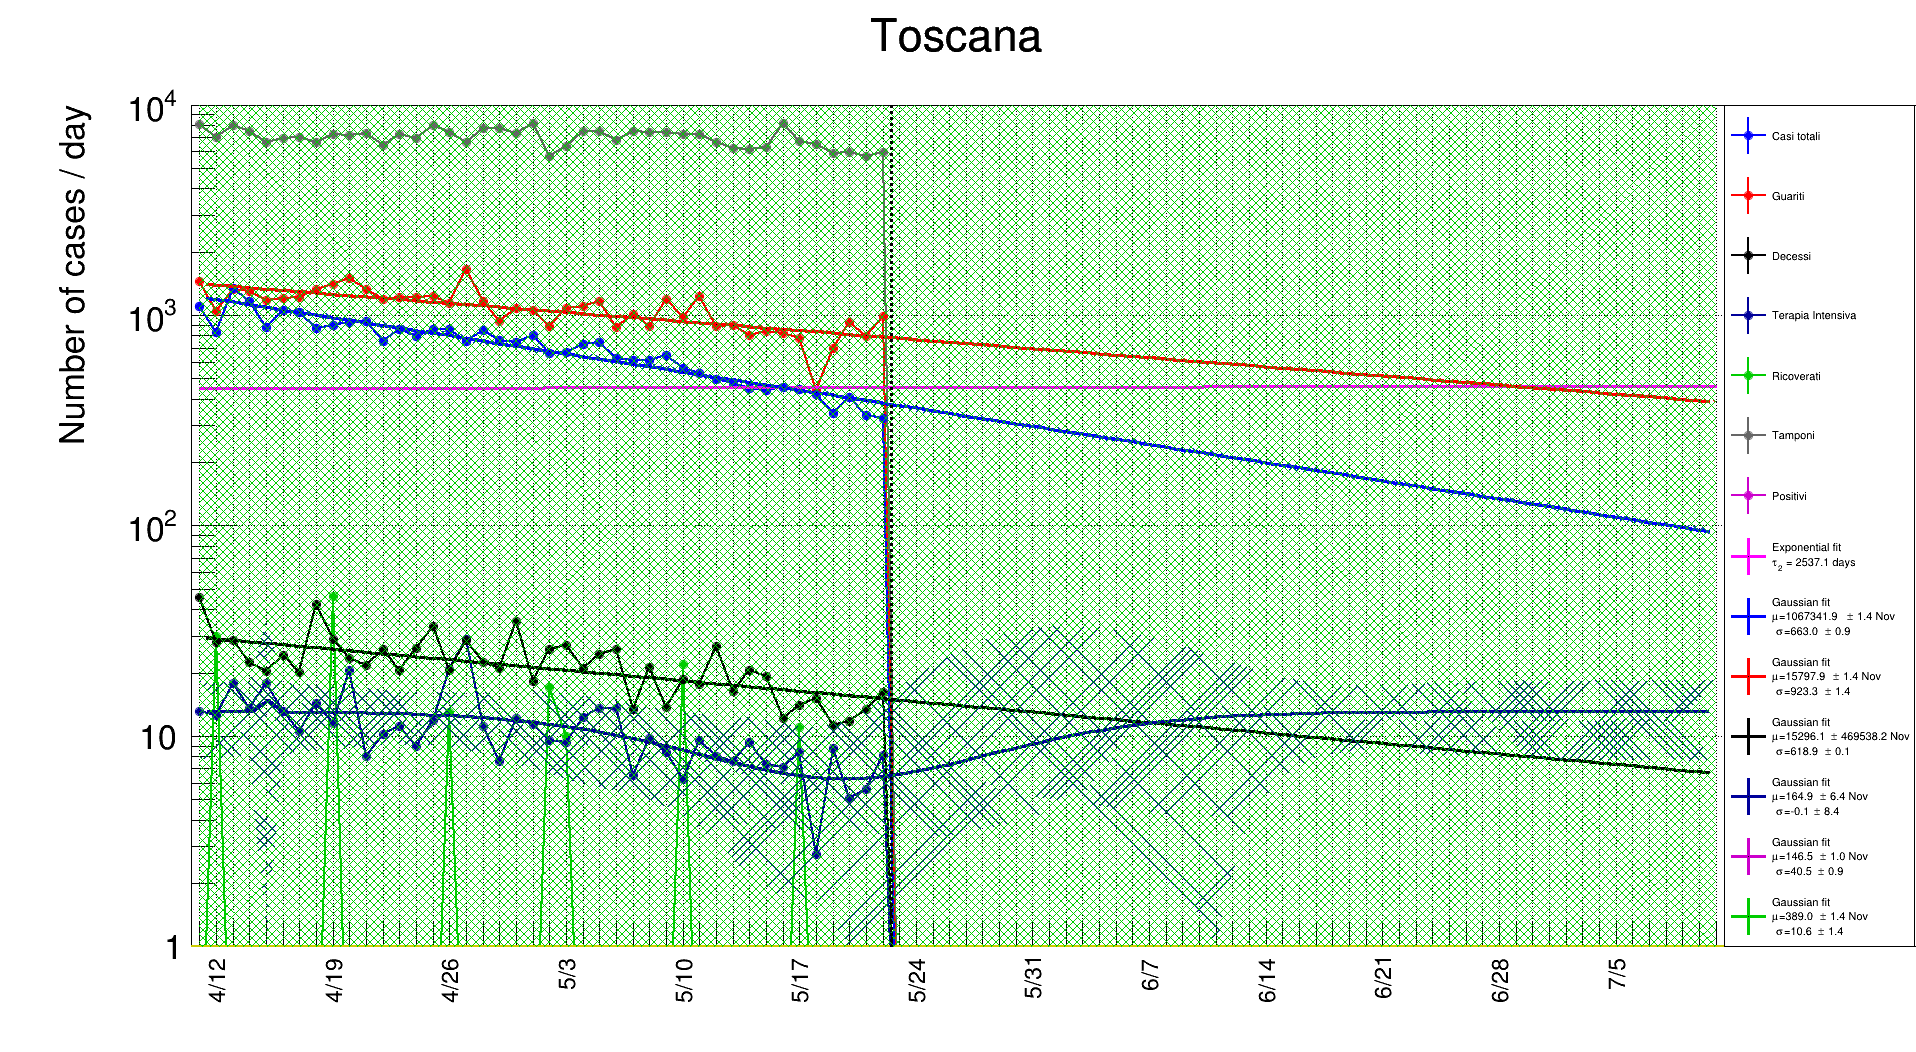 Toscana
Number of cases / day
10^4
10^3
10^2
10
1
4/12
4/19
4/26
5/3
5/10
5/17
5/24
5/31
6/7
6/14
6/21
6/28
7/5
Casi totali
Guariti
Decessi
Terapia Intensiva
Ricoverati
Tamponi
Positivi
Exponential fit
τ₂ = 2537.1 days
Gaussian fit
μ=1067341.9 ± 1.4 Nov
σ=663.0 ± 0.9
Gaussian fit
μ=15797.9 ± 1.4 Nov
σ=923.3 ± 1.4
Gaussian fit
μ=15296.1 ± 469538.2 Nov
σ=618.9 ± 0.1
Gaussian fit
μ=164.9 ± 6.4 Nov
σ=-0.1 ± 8.4
Gaussian fit
μ=146.5 ± 1.0 Nov
σ=40.5 ± 0.9
Gaussian fit
μ=389.0 ± 1.4 Nov
σ=10.6 ± 1.4